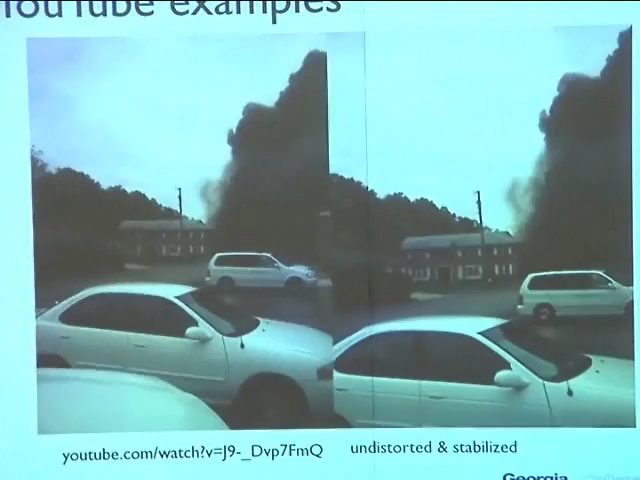 YouTube examples
youtube.com/watch?v=J9-_Dvp7FmQ
undistorted & stabilized
Georgia